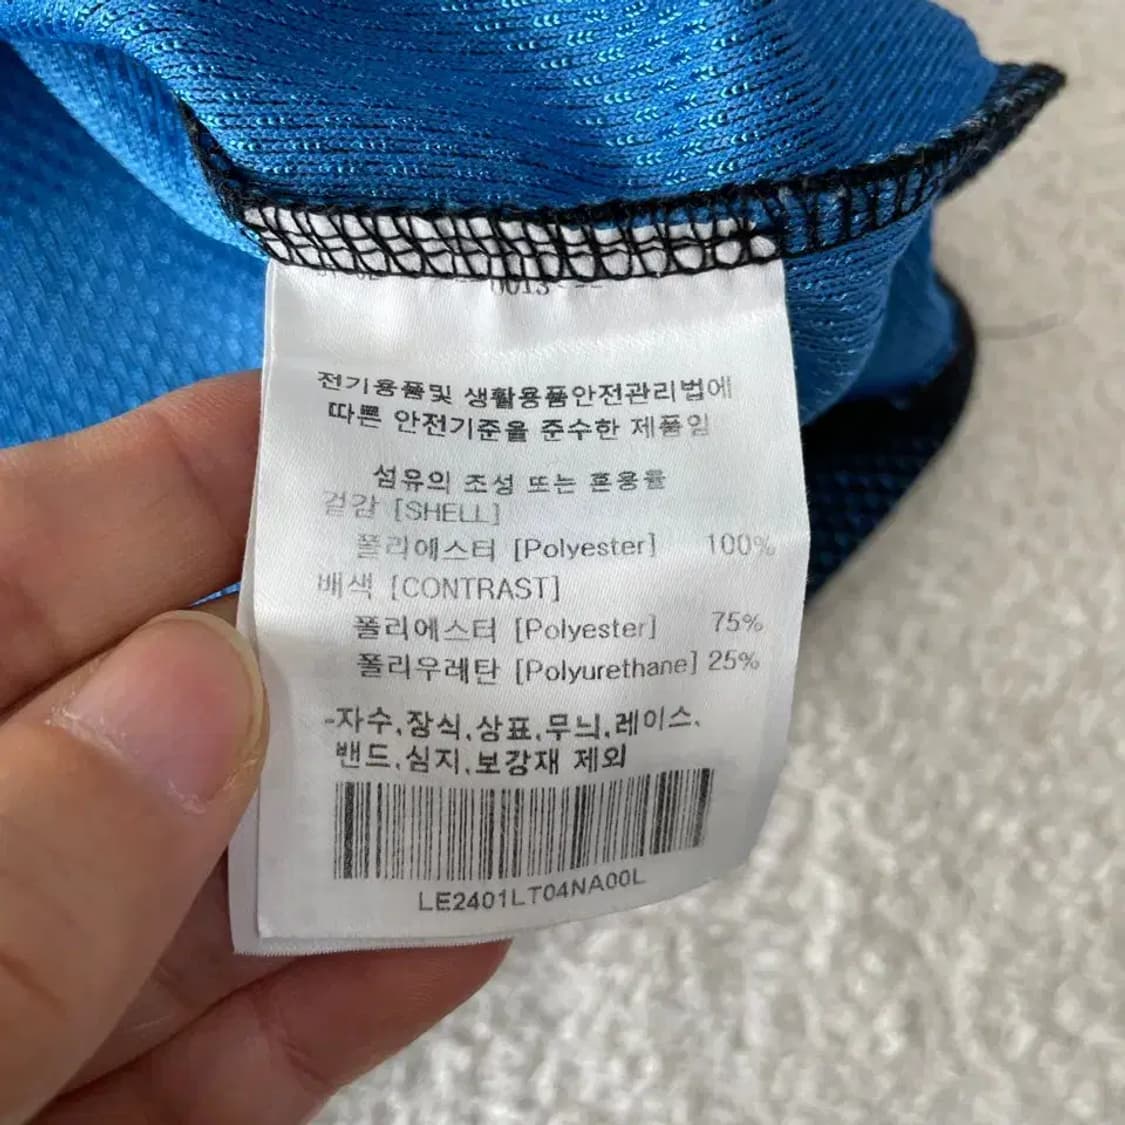 0013
전기용품및 생활용품안전관리법에
따른 안전기준을 준수한 제품임
섬유의 조성 또는 혼용율
겉감 [SHELL]
폴리에스터 [Polyester] 100%
배색 [CONTRAST]
폴리에스터 [Polyester] 75%
폴리우레탄 [Polyurethane] 25%
-자수,장식,상표,무늬,레이스,
밴드,심지,보강재 제외
LE2401LT04NA00L